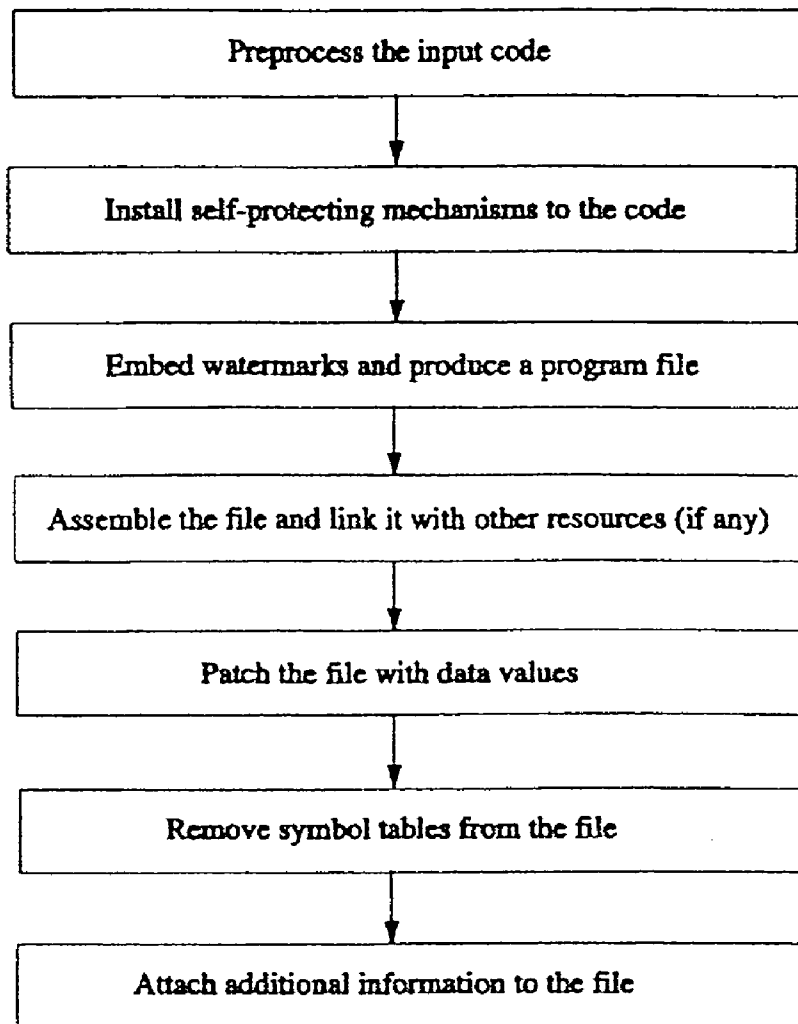 Preprocess the input code
Install self-protecting mechanisms to the code
Embed watermarks and produce a program file
Assemble the file and link it with other resources (if any)
Patch the file with data values
Remove symbol tables from the file
Attach additional information to the file